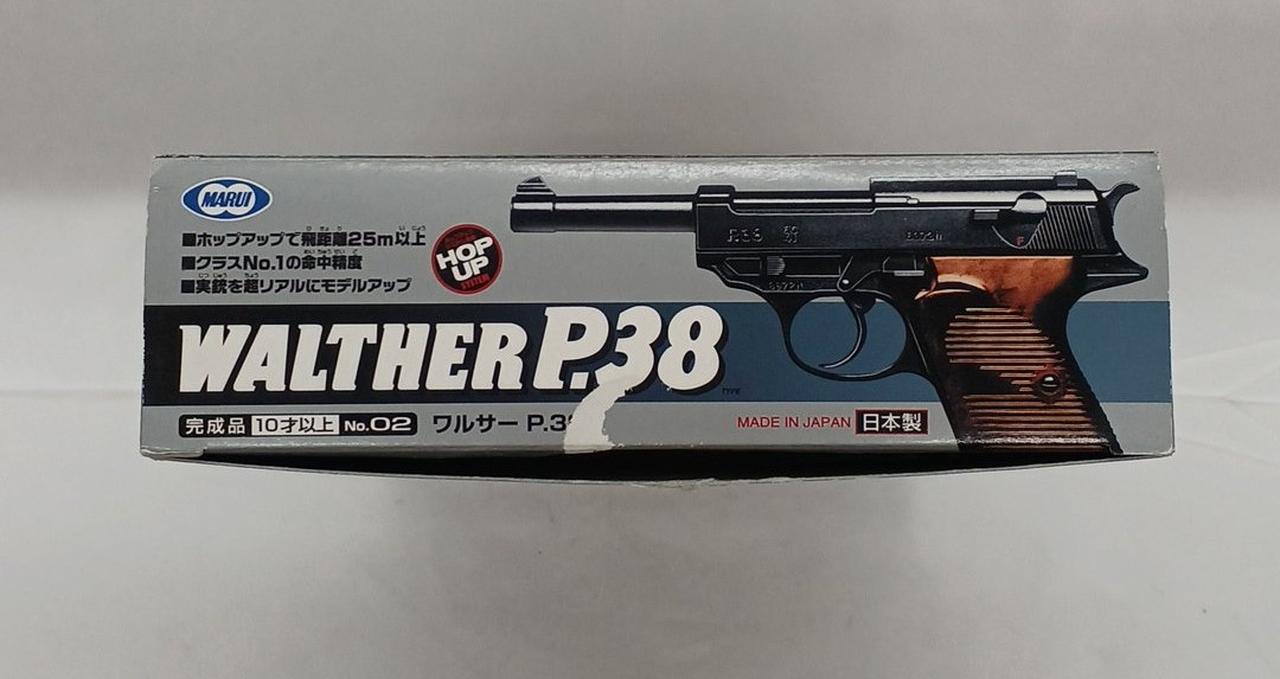 MARUI
■ホップアップで飛距離25m以上
■クラスNo.1の命中精度
■実銃を超リアルにモデルアップ
HOP
UP
SYSTEM
WALTHER P.38
TYPE
完成品 10才以上 No.02 ワルサー P.3
MADE IN JAPAN 日本製
P.38
F